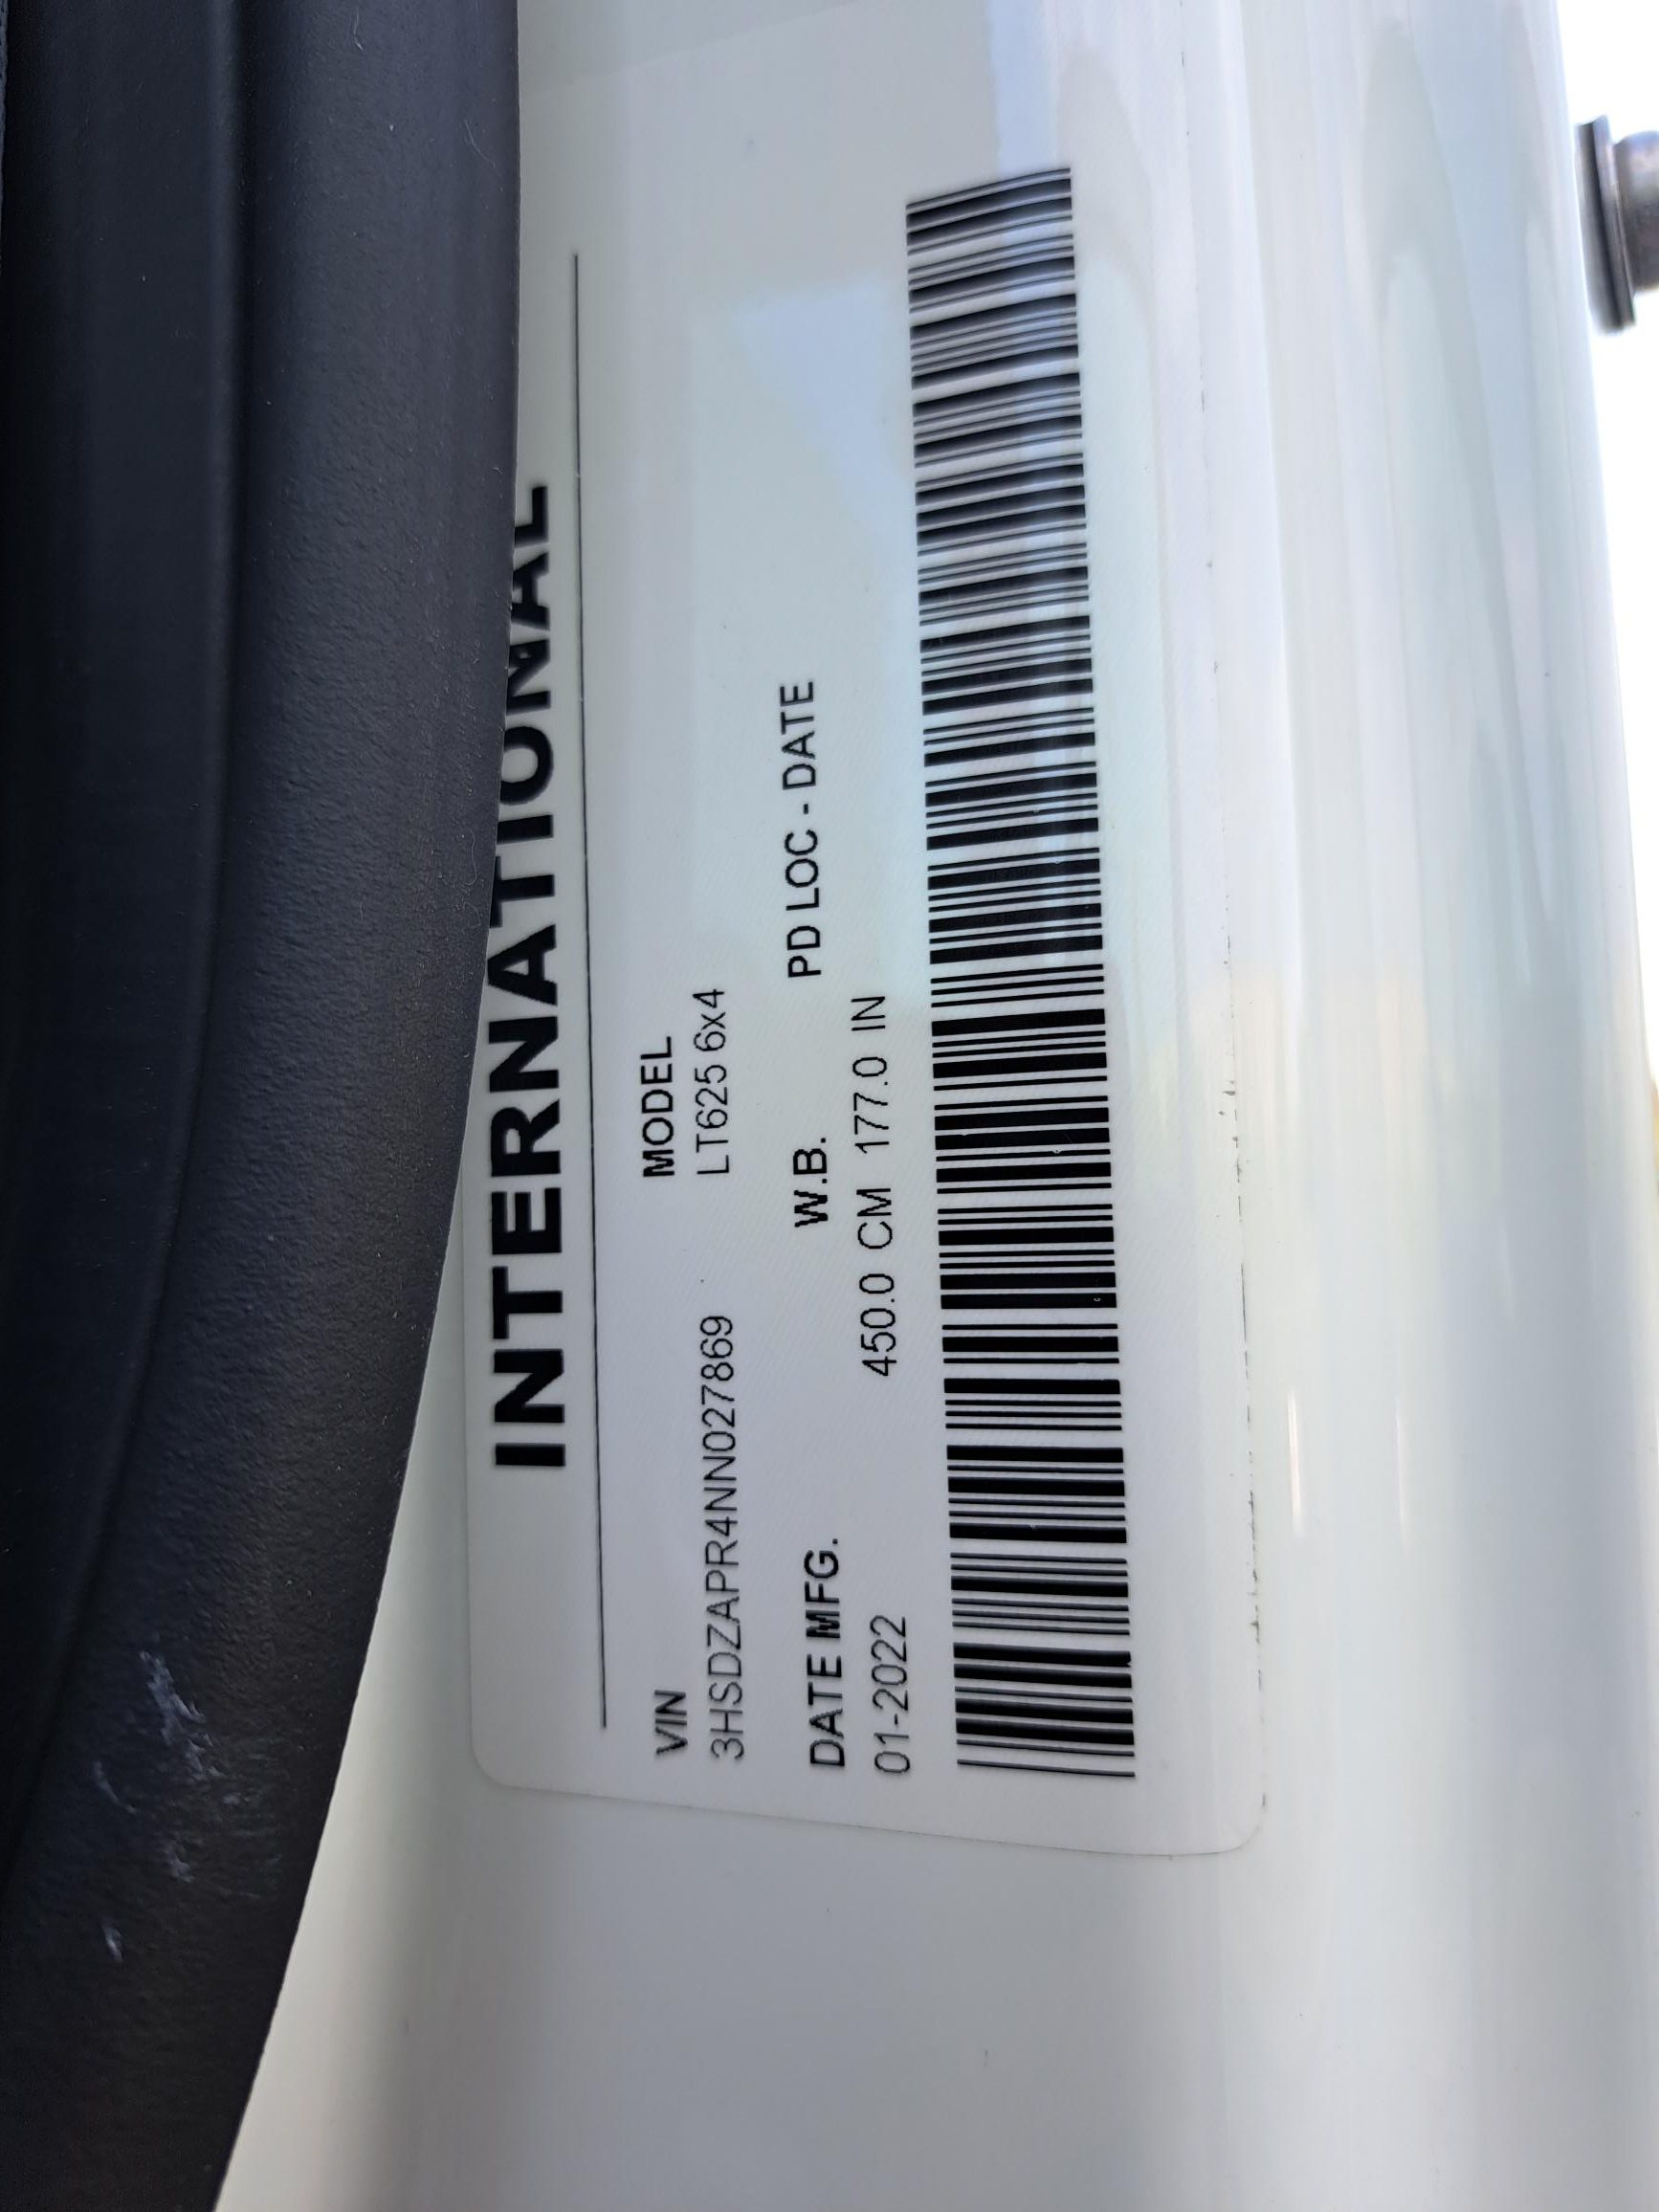 INTERNATIONAL
VIN MODEL
3HSDZAPR4NN027869 LT625 6x4
DATE MFG. W.B. PD LOC - DATE
01-2022 450.0 CM 177.0 IN